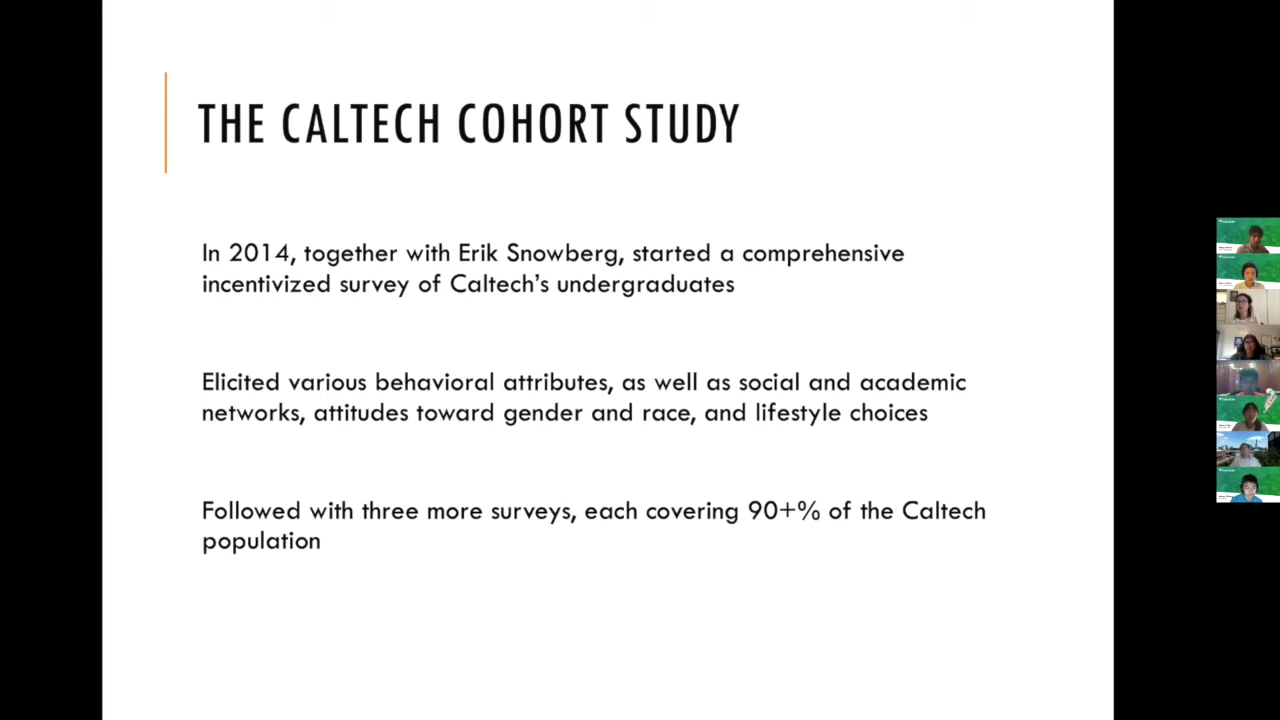 THE CALTECH COHORT STUDY
In 2014, together with Erik Snowberg, started a comprehensive
incentivized survey of Caltech's undergraduates
Elicited various behavioral attributes, as well as social and academic
networks, attitudes toward gender and race, and lifestyle choices
Followed with three more surveys, each covering 90+% of the Caltech
population